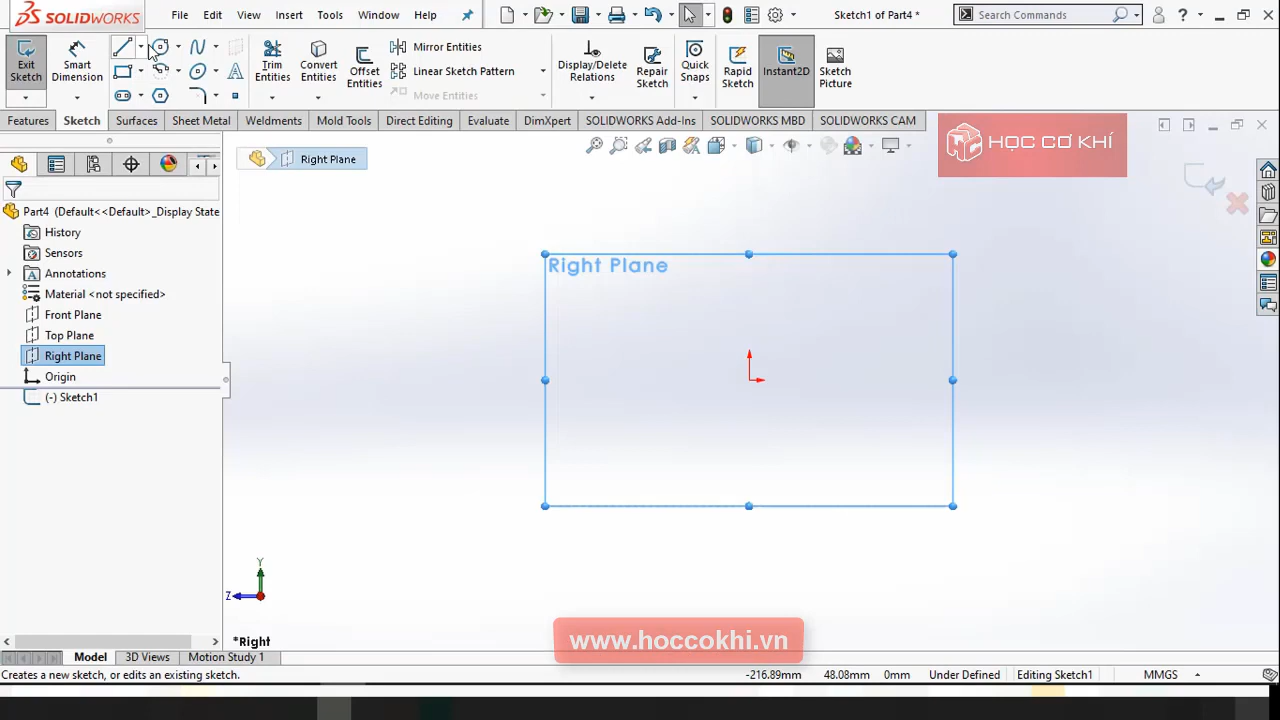 SOLIDWORKS File Edit View Insert Tools Window Help Sketch1 of Part4 * Search Commands
Exit Sketch
Smart Dimension
Trim Entities
Convert Entities
Offset Entities
Mirror Entities
Linear Sketch Pattern
Move Entities
Display/Delete Relations
Repair Sketch
Quick Snaps
Rapid Sketch
Instant2D
Sketch Picture
Features Sketch Surfaces Sheet Metal Weldments Mold Tools Direct Editing Evaluate DimXpert SOLIDWORKS Add-Ins SOLIDWORKS MBD SOLIDWORKS CAM
HỌC CƠ KHÍ
Right Plane
Part4 (Default<<Default>_Display State
History
Sensors
Annotations
Material <not specified>
Front Plane
Top Plane
Right Plane
Origin
(-) Sketch1
Right Plane
Y
Z
*Right
www.hoccokhi.vn
Model 3D Views Motion Study 1
Creates a new sketch, or edits an existing sketch. -216.89mm 48.08mm 0mm Under Defined Editing Sketch1 MMGS